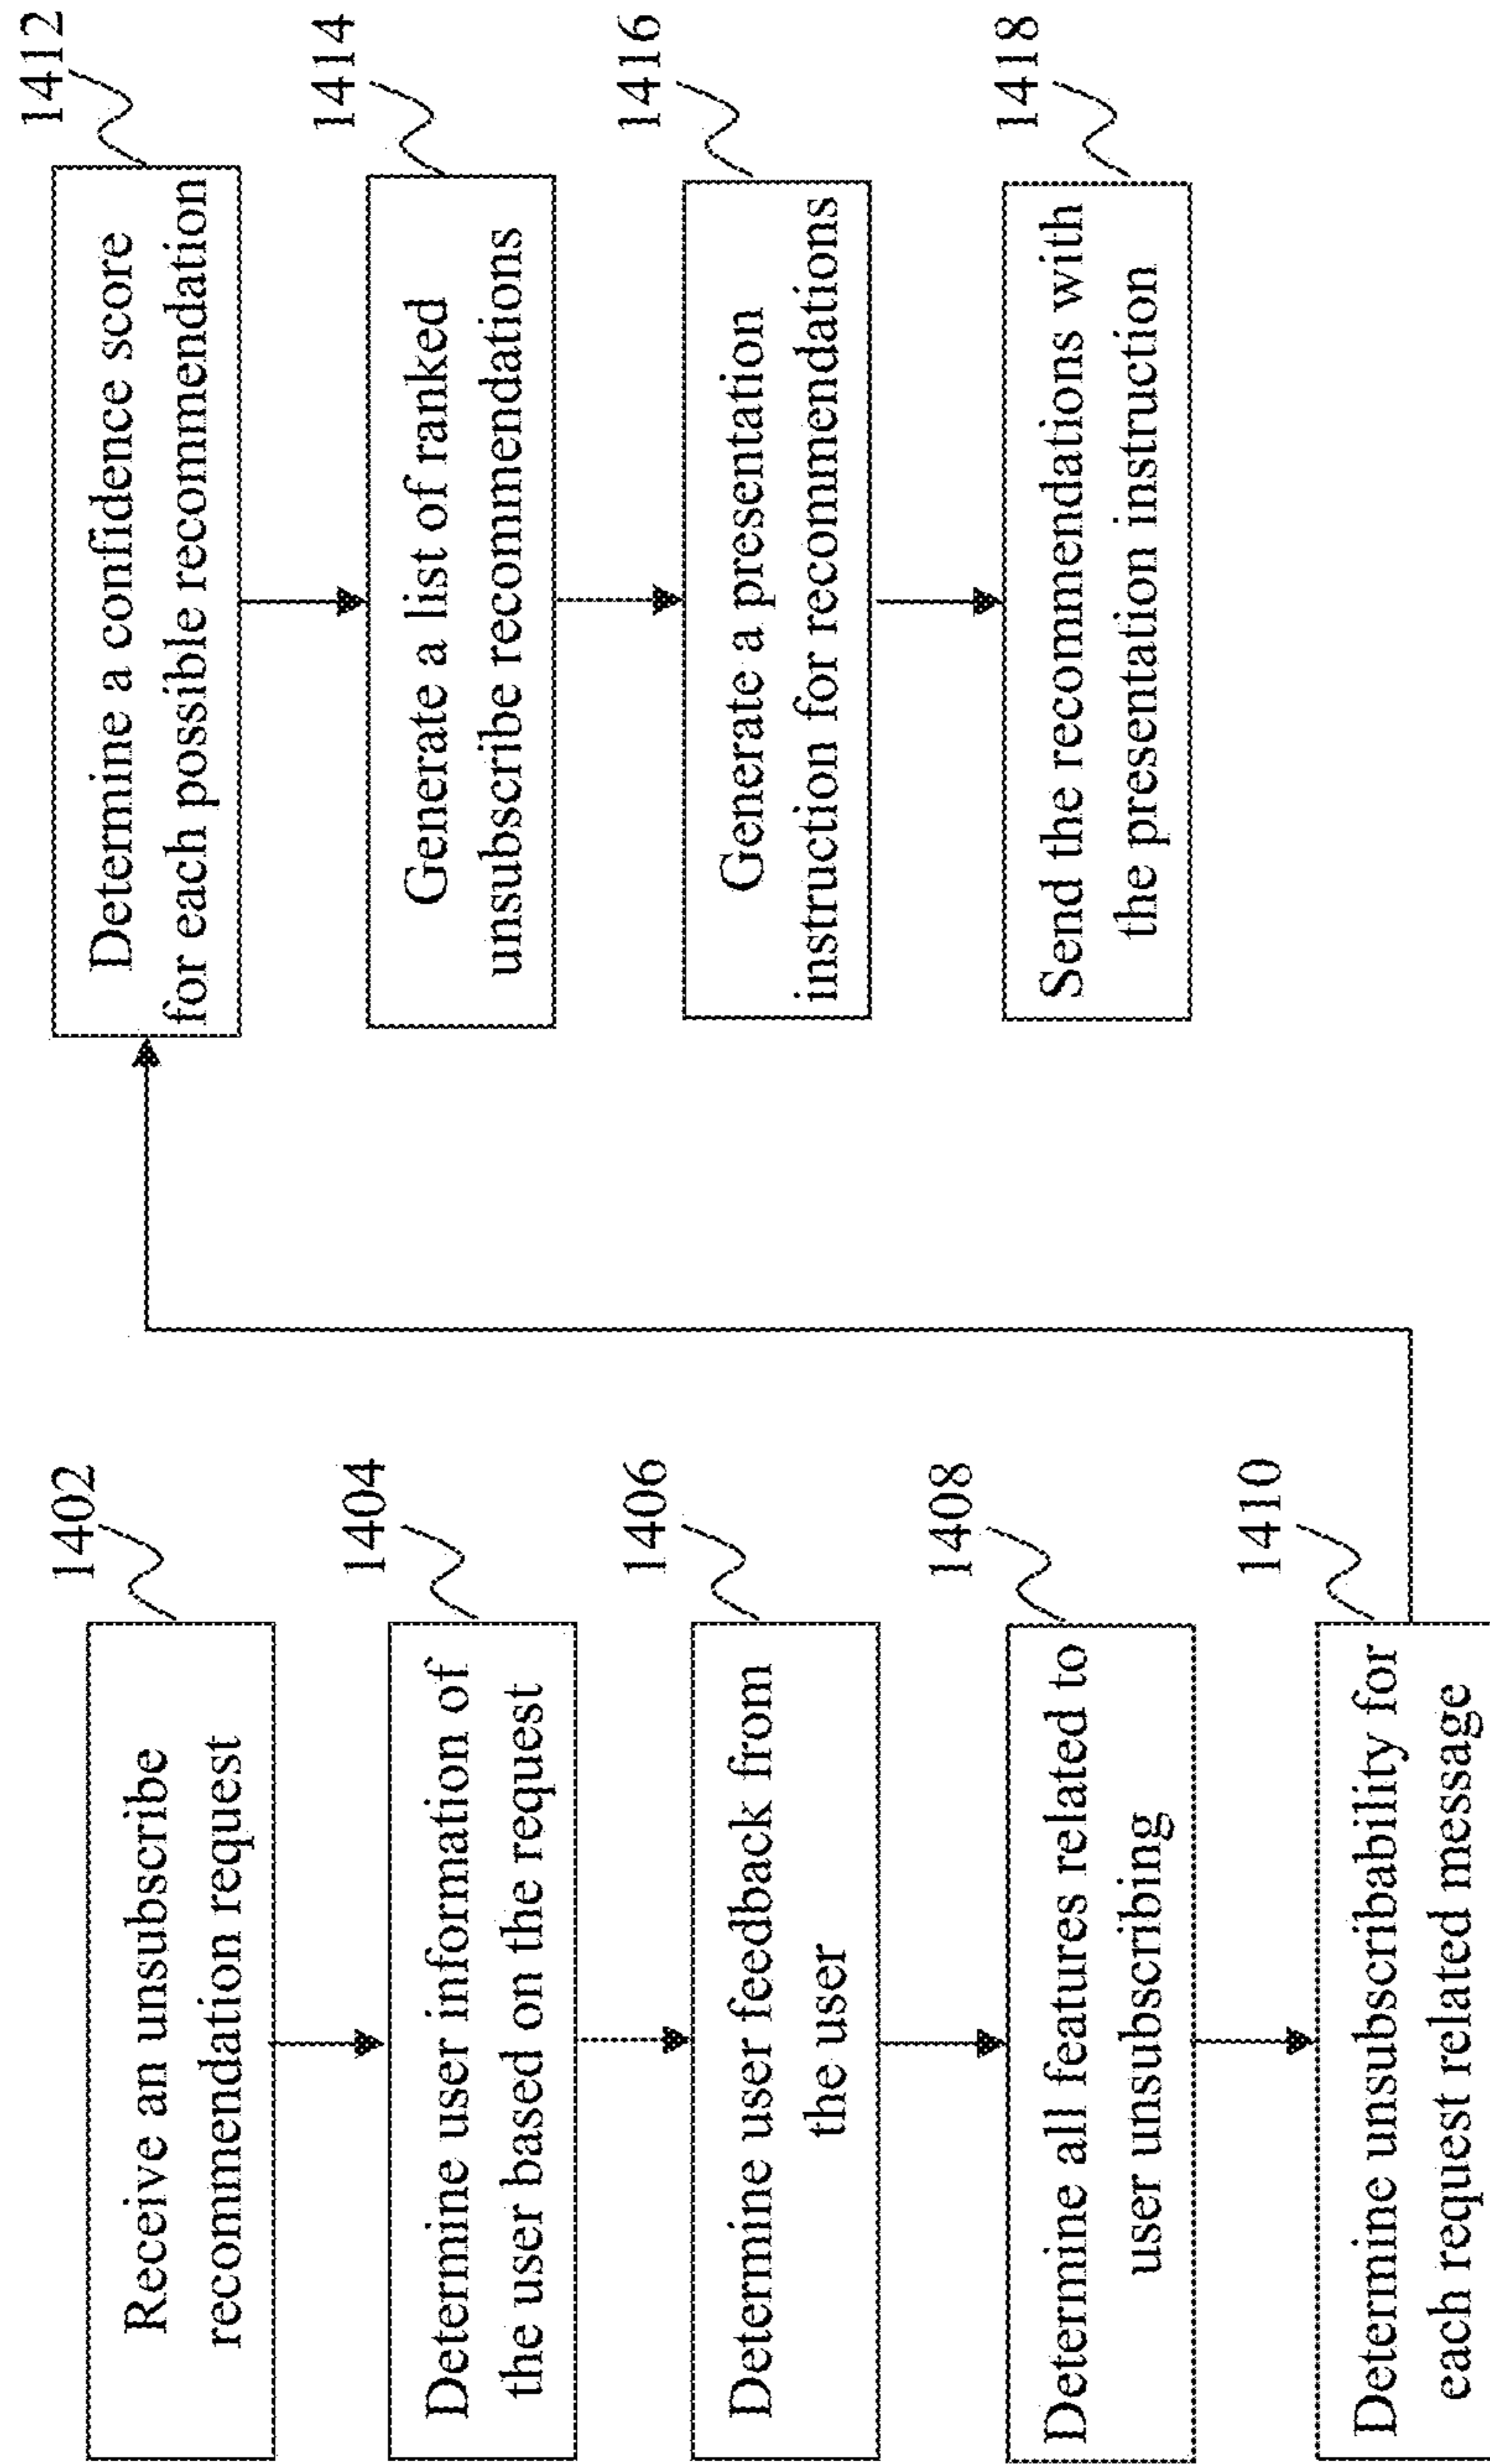 Receive an unsubscribe
recommendation request
1402
Determine user information of
the user based on the request
1404
Determine user feedback from
the user
1406
Determine all features related to
user unsubscribing
1408
Determine unsubscribability for
each request related message
1410
Determine a confidence score
for each possible recommendation
1412
Generate a list of ranked
unsubscribe recommendations
1414
Generate a presentation
instruction for recommendations
1416
Send the recommendations with
the presentation instruction
1418